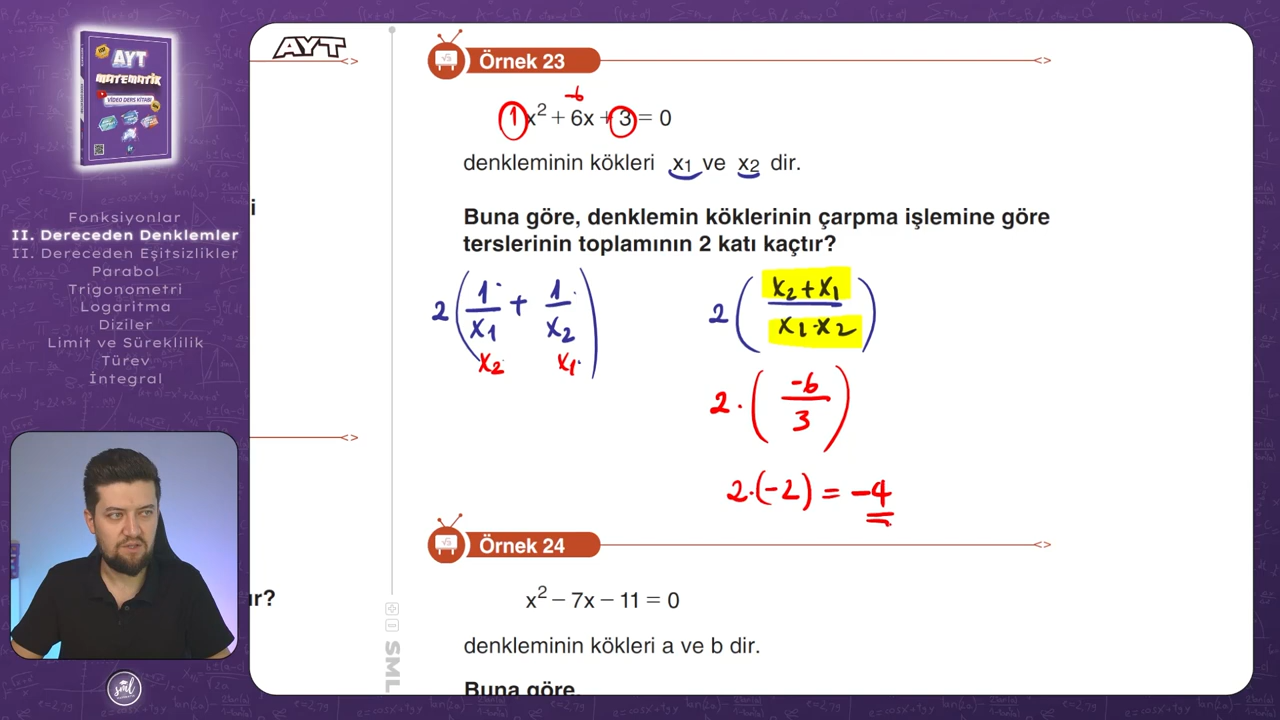 AYT
MATEMATİK
VİDEO DERS KİTABI
Fonksiyonlar
II. Dereceden Denklemler
II. Dereceden Eşitsizlikler
Parabol
Trigonometri
Logaritma
Diziler
Limit ve Süreklilik
Türev
İntegral
sml
AYT
i
ır?
SML
Örnek 23
-6
1x² + 6x + 3 = 0
denkleminin kökleri x₁ ve x₂ dir.
Buna göre, denklemin köklerinin çarpma işlemine göre
terslerinin toplamının 2 katı kaçtır?
2 ( 1/x₁ + 1/x₂ )
x₂ x₁
2 ( x₂ + x₁ / x₁ · x₂ )
2 · ( -6 / 3 )
2·(-2) = -4
Örnek 24
x² – 7x – 11 = 0
denkleminin kökleri a ve b dir.
Buna göre,